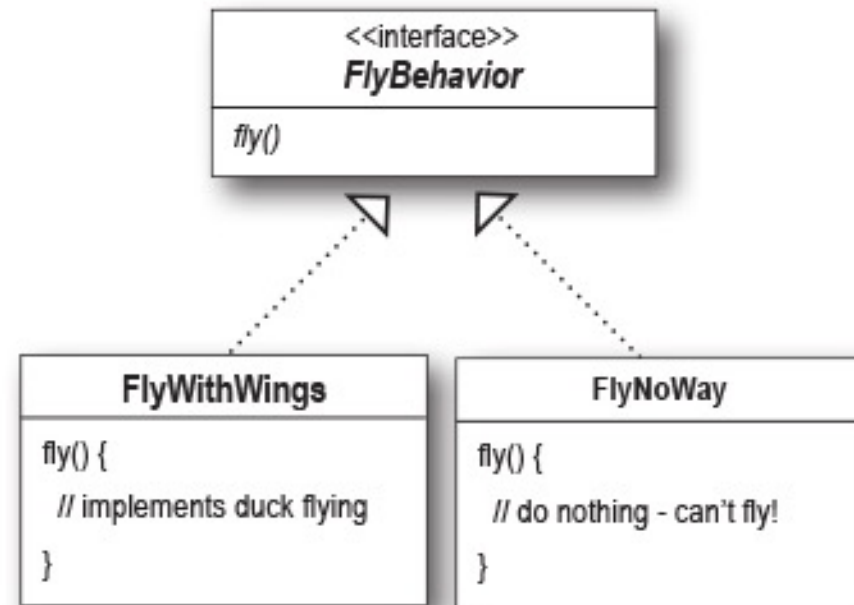 <<interface>>
FlyBehavior
fly()
FlyWithWings
fly() {
// implements duck flying
}
FlyNoWay
fly() {
// do nothing - can't fly!
}